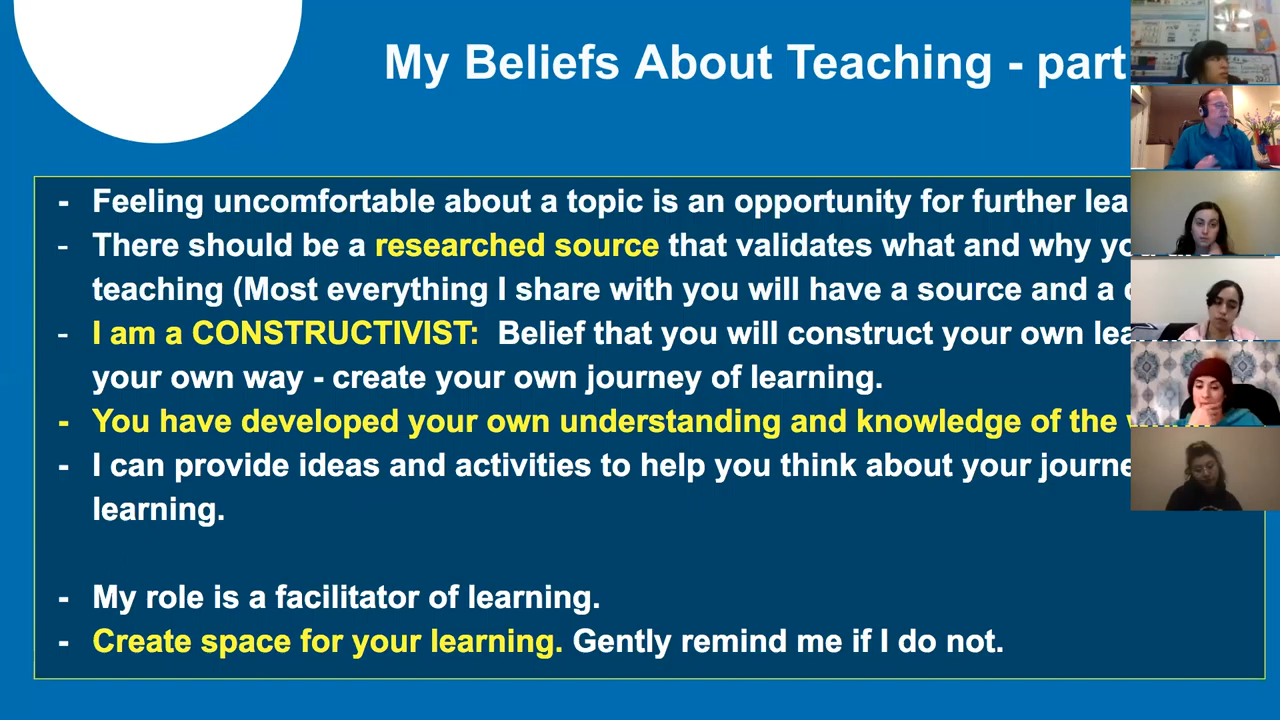 My Beliefs About Teaching - part
- Feeling uncomfortable about a topic is an opportunity for further lea
- There should be a researched source that validates what and why
teaching (Most everything I share with you will have a source and a
- I am a CONSTRUCTIVIST: Belief that you will construct your own lea
your own way - create your own journey of learning.
- You have developed your own understanding and knowledge of the
- I can provide ideas and activities to help you think about your journe
learning.
- My role is a facilitator of learning.
- Create space for your learning. Gently remind me if I do not.